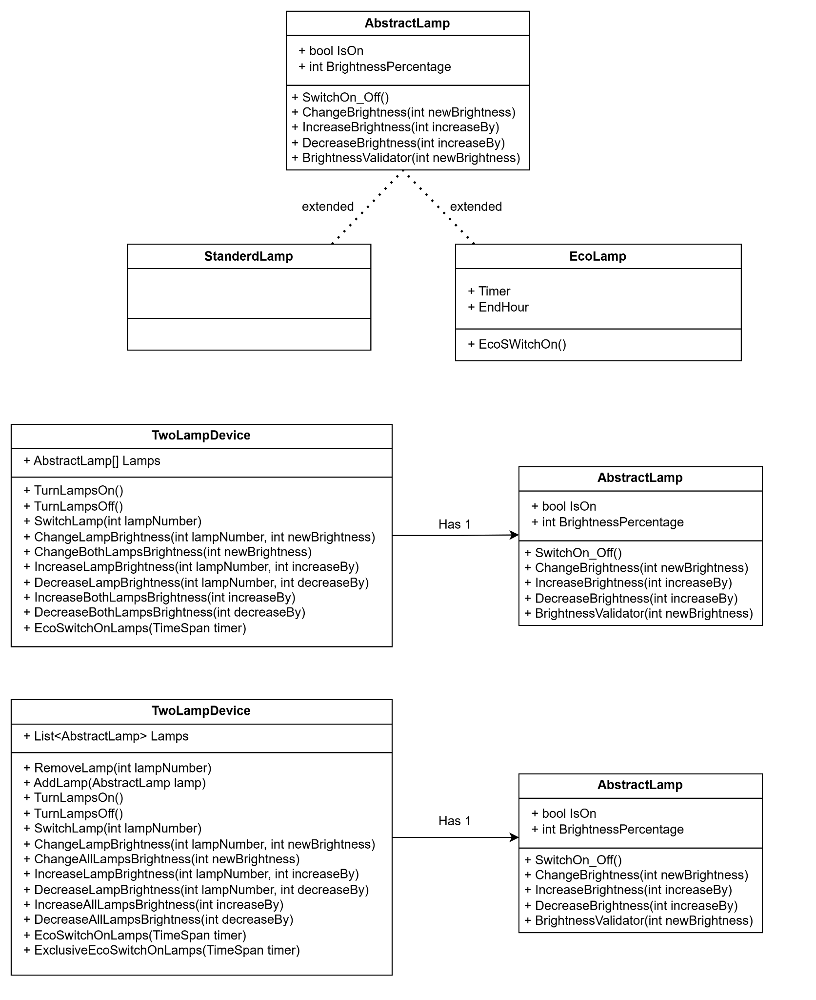 AbstractLamp
+ bool IsOn
+ int BrightnessPercentage
+ SwitchOn_Off()
+ ChangeBrightness(int newBrightness)
+ IncreaseBrightness(int increaseBy)
+ DecreaseBrightness(int increaseBy)
+ BrightnessValidator(int newBrightness)
extended
extended
StanderdLamp
EcoLamp
+ Timer
+ EndHour
+ EcoSWitchOn()
TwoLampDevice
+ AbstractLamp[] Lamps
+ TurnLampsOn()
+ TurnLampsOff()
+ SwitchLamp(int lampNumber)
+ ChangeLampBrightness(int lampNumber, int newBrightness)
+ ChangeBothLampsBrightness(int newBrightness)
+ IncreaseLampBrightness(int lampNumber, int increaseBy)
+ DecreaseLampBrightness(int lampNumber, int decreaseBy)
+ IncreaseBothLampsBrightness(int increaseBy)
+ DecreaseBothLampsBrightness(int decreaseBy)
+ EcoSwitchOnLamps(TimeSpan timer)
Has 1
AbstractLamp
+ bool IsOn
+ int BrightnessPercentage
+ SwitchOn_Off()
+ ChangeBrightness(int newBrightness)
+ IncreaseBrightness(int increaseBy)
+ DecreaseBrightness(int increaseBy)
+ BrightnessValidator(int newBrightness)
TwoLampDevice
+ List<AbstractLamp> Lamps
+ RemoveLamp(int lampNumber)
+ AddLamp(AbstractLamp lamp)
+ TurnLampsOn()
+ TurnLampsOff()
+ SwitchLamp(int lampNumber)
+ ChangeLampBrightness(int lampNumber, int newBrightness)
+ ChangeAllLampsBrightness(int newBrightness)
+ IncreaseLampBrightness(int lampNumber, int increaseBy)
+ DecreaseLampBrightness(int lampNumber, int decreaseBy)
+ IncreaseAllLampsBrightness(int increaseBy)
+ DecreaseAllLampsBrightness(int decreaseBy)
+ EcoSwitchOnLamps(TimeSpan timer)
+ ExclusiveEcoSwitchOnLamps(TimeSpan timer)
Has 1
AbstractLamp
+ bool IsOn
+ int BrightnessPercentage
+ SwitchOn_Off()
+ ChangeBrightness(int newBrightness)
+ IncreaseBrightness(int increaseBy)
+ DecreaseBrightness(int increaseBy)
+ BrightnessValidator(int newBrightness)